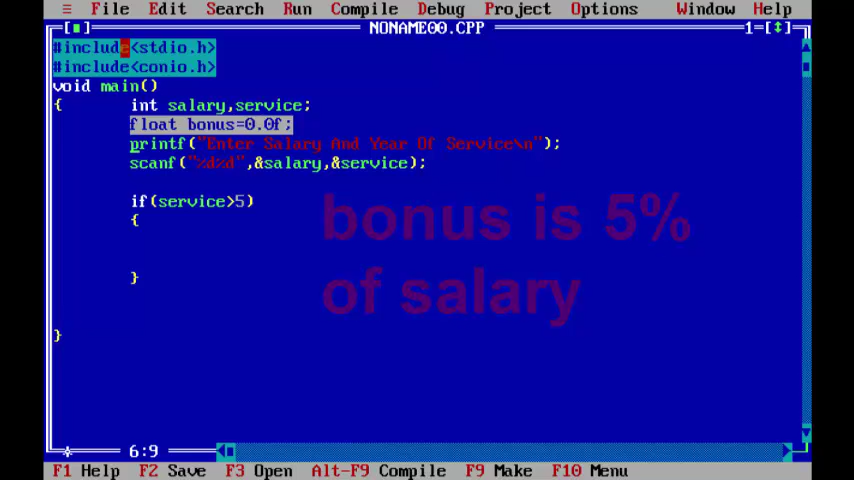 ≡ File Edit Search Run Compile Debug Project Options Window Help
[■] NONAME00.CPP 1=[↕]
#include<stdio.h>
#include<conio.h>
void main()
{ int salary,service;
float bonus=0.0f;
printf("Enter Salary And Year Of Service\n");
scanf("%d%d",&salary,&service);
if(service>5)
{
bonus is 5%
}
of salary
}
6:9
F1 Help F2 Save F3 Open Alt-F9 Compile F9 Make F10 Menu